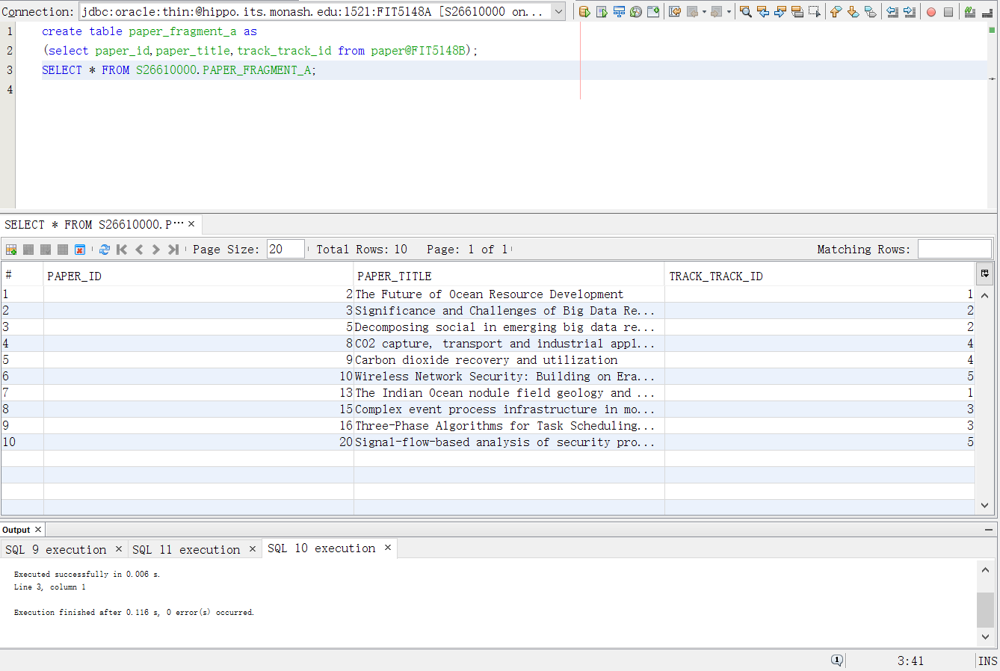 Connection: jdbc:oracle:thin:@hippo.its.monash.edu:1521:FIT5148A [S26610000 on...
1 create table paper_fragment_a as
2 (select paper_id,paper_title,track_track_id from paper@FIT5148B);
3 SELECT * FROM S26610000.PAPER_FRAGMENT_A;
4
SELECT * FROM S26610000.P... ×
Page Size: 20 Total Rows: 10 Page: 1 of 1 Matching Rows:
# PAPER_ID PAPER_TITLE TRACK_TRACK_ID
1 2 The Future of Ocean Resource Development 1
2 3 Significance and Challenges of Big Data Re... 2
3 5 Decomposing social in emerging big data re... 2
4 8 CO2 capture, transport and industrial appl... 4
5 9 Carbon dioxide recovery and utilization 4
6 10 Wireless Network Security: Building on Era... 5
7 13 The Indian Ocean nodule field geology and ... 1
8 15 Complex event process infrastructure in mo... 3
9 16 Three-Phase Algorithms for Task Scheduling... 3
10 20 Signal-flow-based analysis of security pro... 5
Output ×
SQL 9 execution × SQL 11 execution × SQL 10 execution ×
Executed successfully in 0.006 s.
Line 3, column 1
Execution finished after 0.116 s, 0 error(s) occurred.
1 3:41 INS